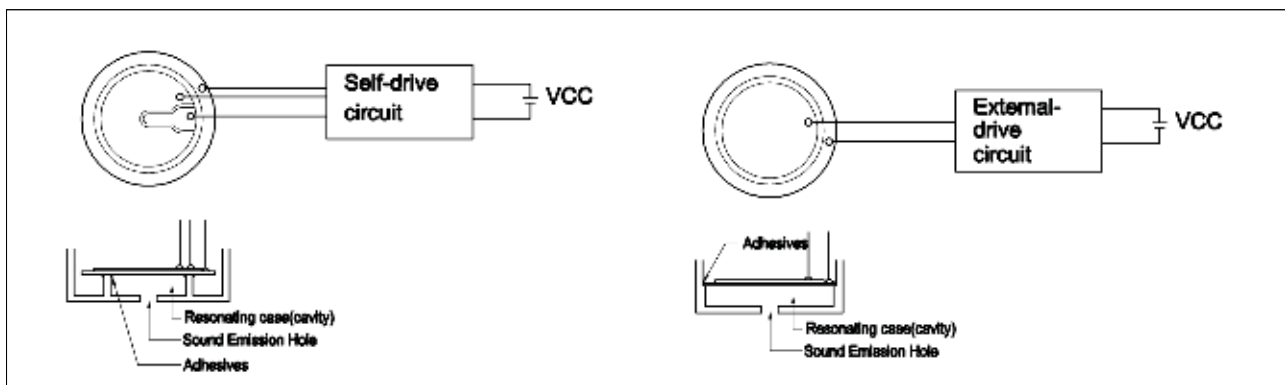 Self-drive
circuit
VCC
Resonating case(cavity)
Sound Emission Hole
Adhesives
External-
drive
circuit
VCC
Adhesives
Resonating case(cavity)
Sound Emission Hole